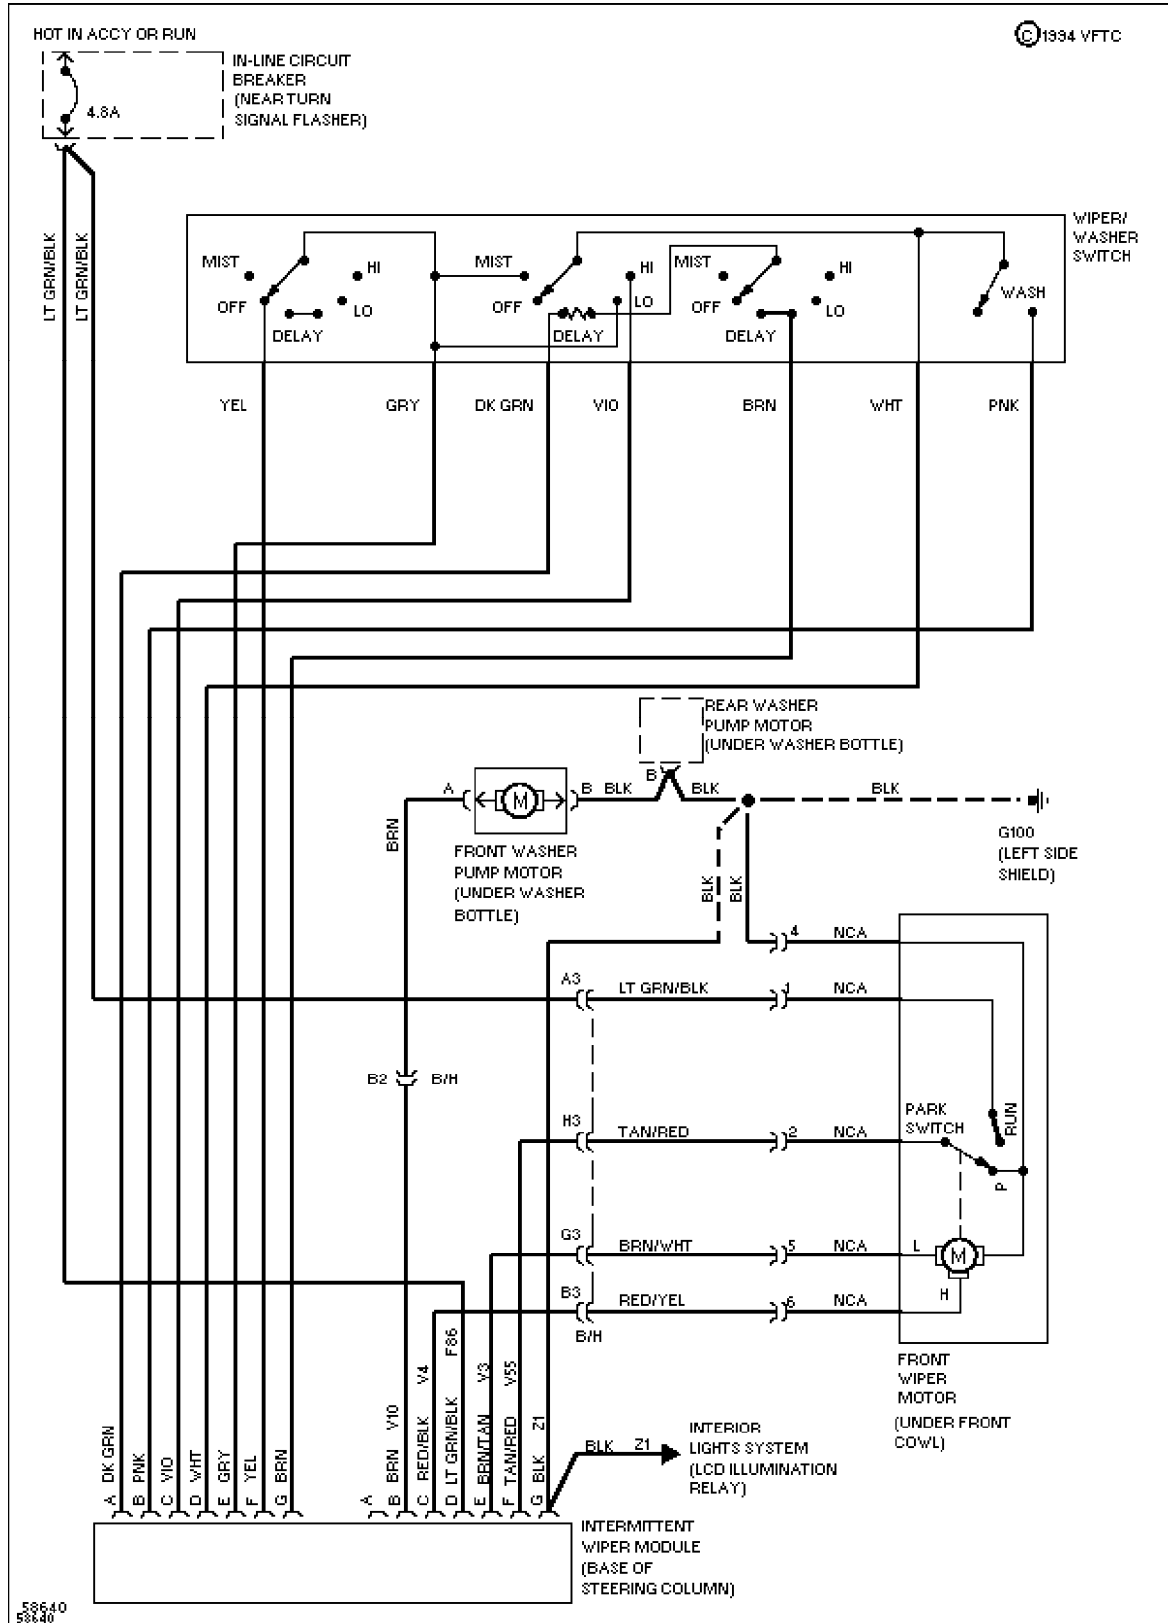 HOT IN ACCY OR RUN
©1994 VFTC
IN-LINE CIRCUIT
BREAKER
(NEAR TURN
SIGNAL FLASHER)
4.8A
LT GRN/BLK
LT GRN/BLK
WIPER/
WASHER
SWITCH
MIST
OFF
DELAY
HI
LO
MIST
OFF
DELAY
HI
LO
MIST
OFF
DELAY
HI
LO
WASH
YEL
GRY
DK GRN
VIO
BRN
WHT
PNK
REAR WASHER
PUMP MOTOR
(UNDER WASHER BOTTLE)
B
A
M
B BLK
BLK
BLK
BRN
FRONT WASHER
PUMP MOTOR
(UNDER WASHER
BOTTLE)
G100
(LEFT SIDE
SHIELD)
BLK
BLK
4 NCA
A3
LT GRN/BLK
1 NCA
B2
B/H
H3
TAN/RED
2 NCA
PARK
SWITCH
RUN
P
G3
BRN/WHT
5 NCA
L
M
H
B3
RED/YEL
6 NCA
B/H
FRONT
WIPER
MOTOR
(UNDER FRONT
COWL)
A DK GRN
B PNK
C VIO
D WHT
E GRY
F YEL
G BRN
A
B BRN V10
C RED/BLK V4
D LT GRN/BLK F86
E BRN/TAN V3
F TAN/RED V55
G BLK Z1
BLK Z1
INTERIOR
LIGHTS SYSTEM
(LCD ILLUMINATION
RELAY)
INTERMITTENT
WIPER MODULE
(BASE OF
STEERING COLUMN)
58640
58640